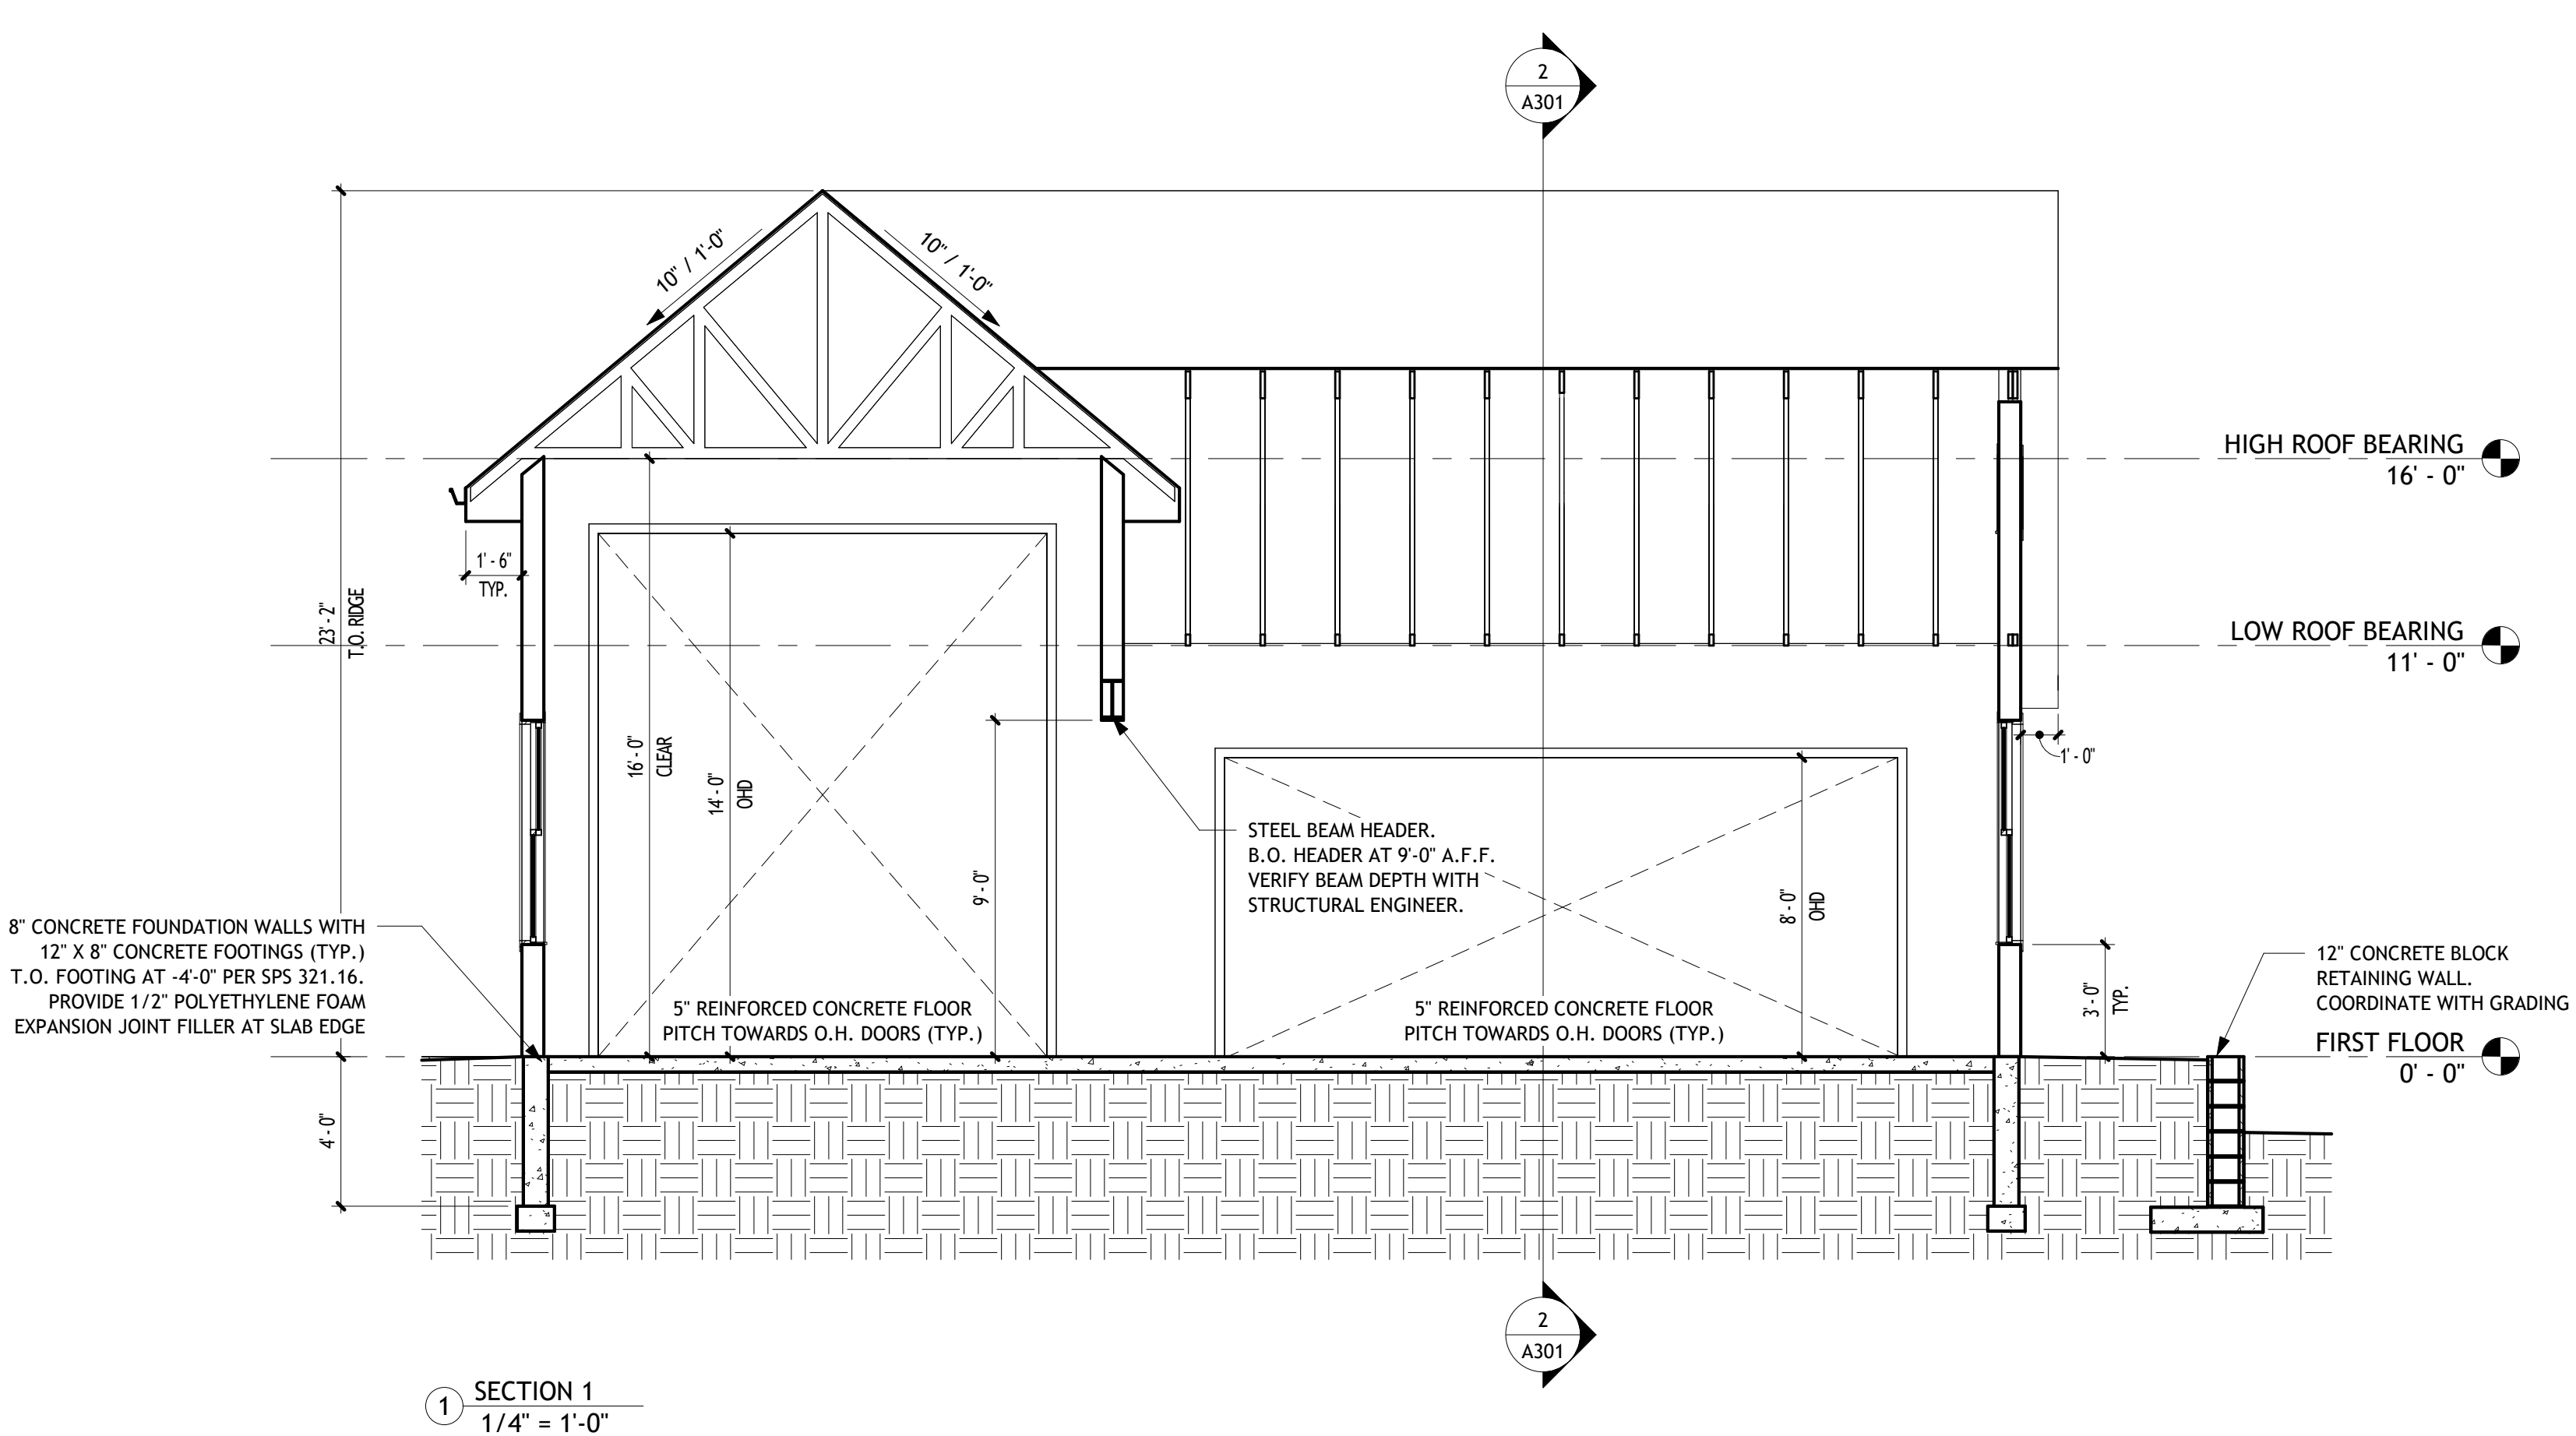 2
A301
10" / 1'-0"
10" / 1'-0"
HIGH ROOF BEARING
16' - 0"
1' - 6"
TYP.
23' - 2"
T.O. RIDGE
LOW ROOF BEARING
11' - 0"
16' - 0"
CLEAR
14' - 0"
OHD
9' - 0"
1' - 0"
STEEL BEAM HEADER.
B.O. HEADER AT 9'-0" A.F.F.
VERIFY BEAM DEPTH WITH
STRUCTURAL ENGINEER.
8' - 0"
OHD
8" CONCRETE FOUNDATION WALLS WITH
12" X 8" CONCRETE FOOTINGS (TYP.)
T.O. FOOTING AT -4'-0" PER SPS 321.16.
PROVIDE 1/2" POLYETHYLENE FOAM
EXPANSION JOINT FILLER AT SLAB EDGE
5" REINFORCED CONCRETE FLOOR
PITCH TOWARDS O.H. DOORS (TYP.)
5" REINFORCED CONCRETE FLOOR
PITCH TOWARDS O.H. DOORS (TYP.)
3' - 0"
TYP.
12" CONCRETE BLOCK
RETAINING WALL.
COORDINATE WITH GRADING
FIRST FLOOR
0' - 0"
4' - 0"
2
A301
1
SECTION 1
1/4" = 1'-0"